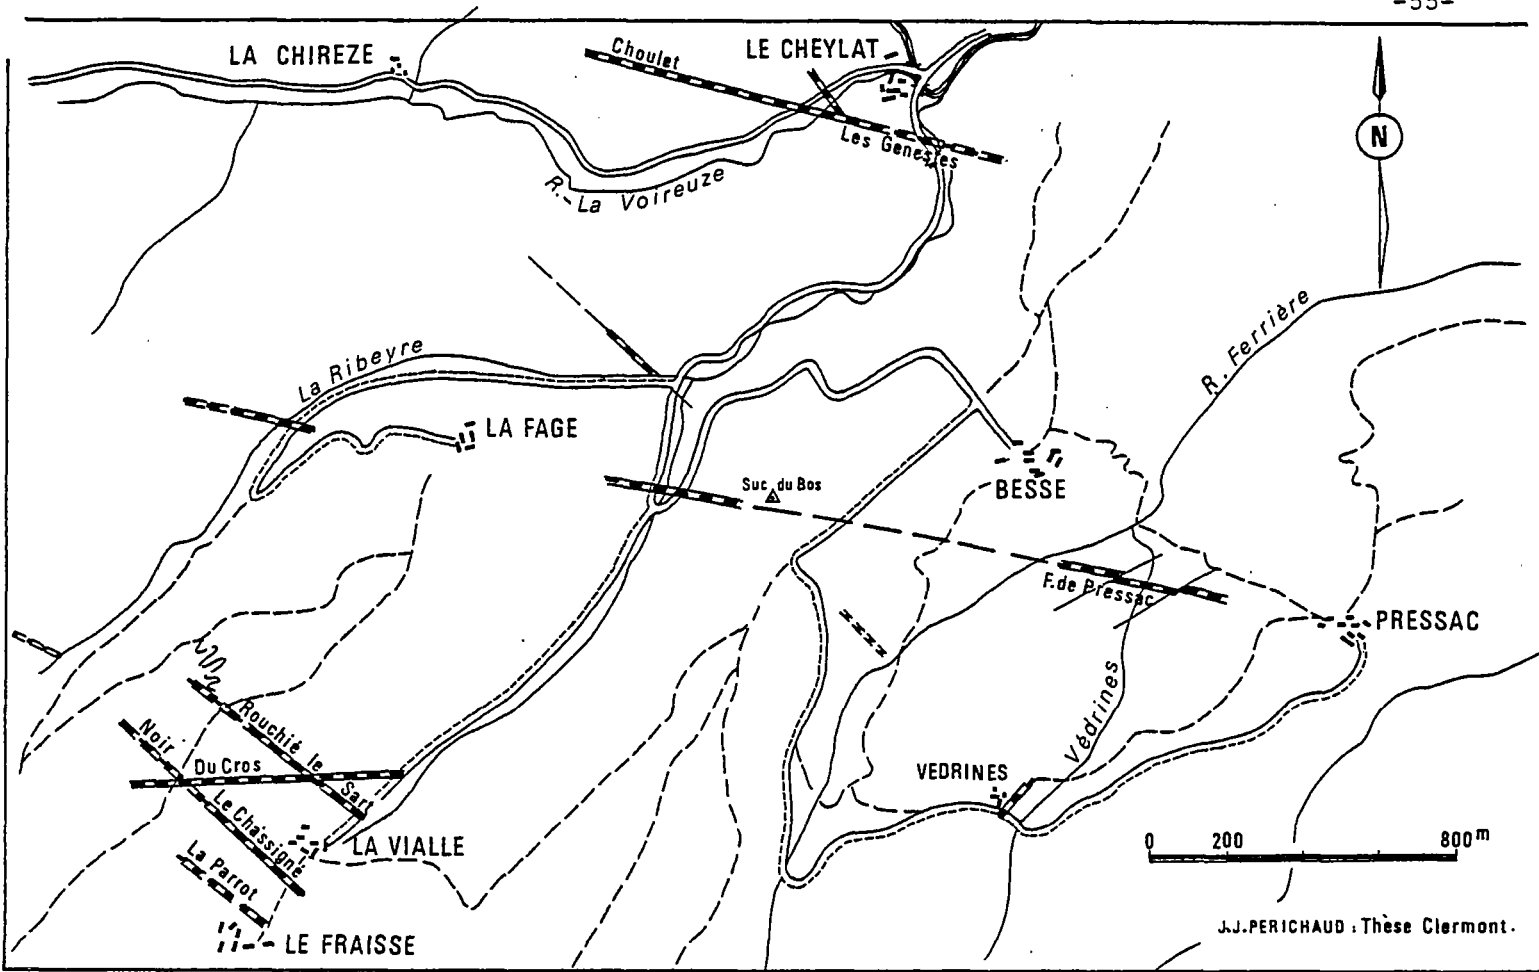 -55-
LA CHIREZE
Choulet
LE CHEYLAT
Les Genestes
N
R. La Voireuze
La Ribeyre
R. Ferrière
LA FAGE
Suc du Bos
BESSE
F. de Pressac
PRESSAC
Rouchié le Sart
Noir
Du Cros
Védrines
VEDRINES
Le Chassigné
LA VIALLE
La Parrot
0 200 800m
LE FRAISSE
J.J.PERICHAUD : Thèse Clermont.